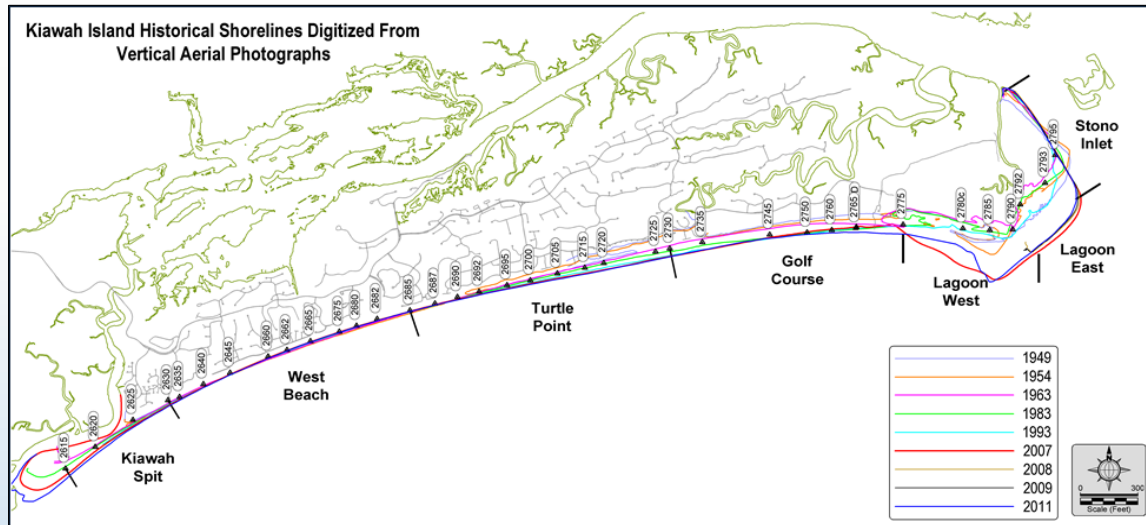 Kiawah Island Historical Shorelines Digitized From
Vertical Aerial Photographs
Stono
Inlet
2795
2793
2792
2790
2785
2780c
2775
2765 D
2760
2750
2745
2735
2730
2725
2720
2715
2705
2700
2695
2692
2690
2687
2685
2682
2680
2675
2665
2662
2660
2645
2640
2635
2630
2625
2620
2615
Lagoon
East
Lagoon
West
Golf
Course
Turtle
Point
West
Beach
Kiawah
Spit
1949
1954
1963
1983
1993
2007
2008
2009
2011
N
0 300
Scale (Feet)